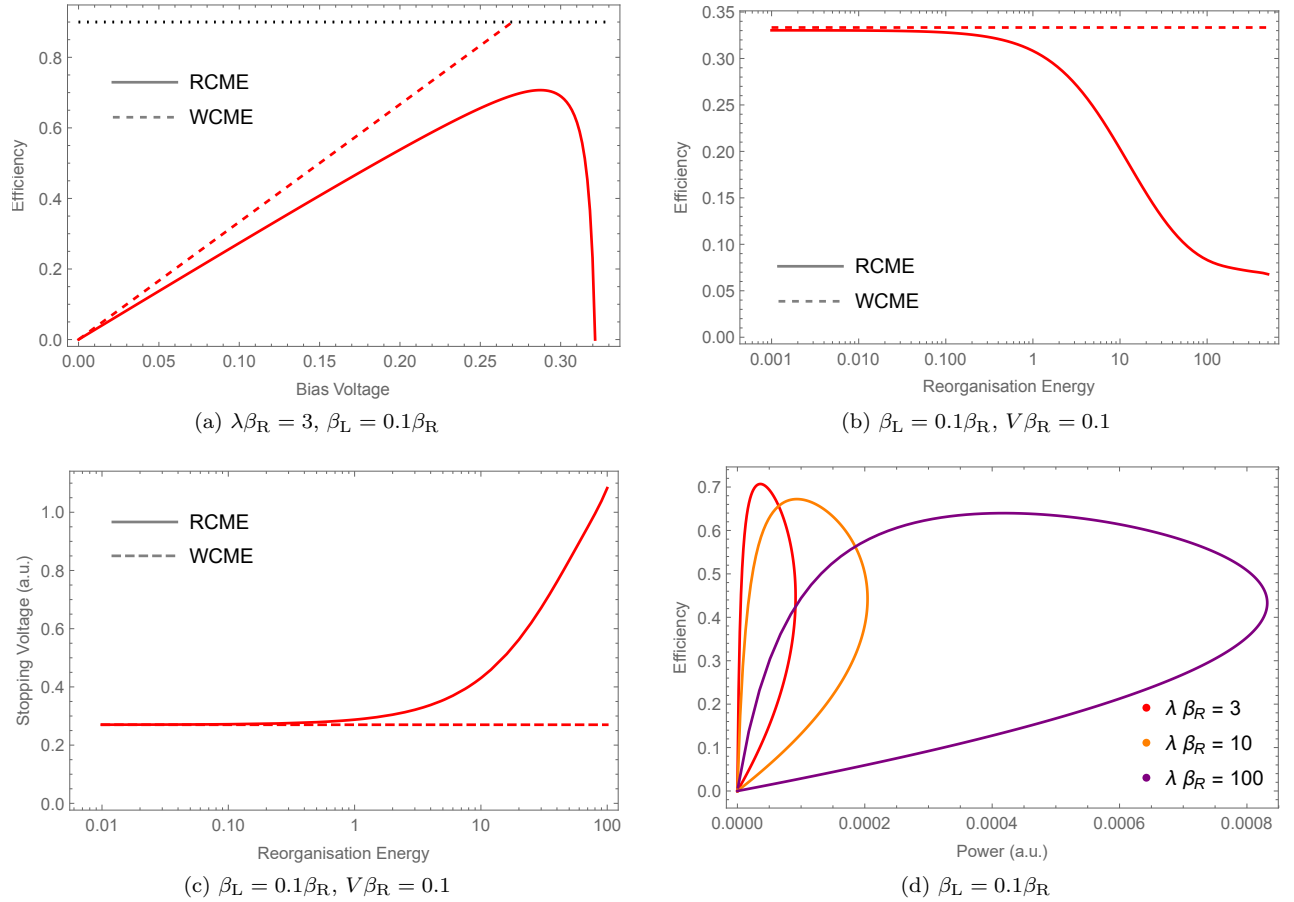 0.8
0.6
0.4
0.2
0.0
Efficiency
RCME
WCME
0.00 0.05 0.10 0.15 0.20 0.25 0.30
Bias Voltage
(a) λβ_R = 3, β_L = 0.1β_R
0.35
0.30
0.25
0.20
0.15
0.10
0.05
0.00
Efficiency
RCME
WCME
0.001 0.010 0.100 1 10 100
Reorganisation Energy
(b) β_L = 0.1β_R, Vβ_R = 0.1
1.0
0.8
0.6
0.4
0.2
0.0
Stopping Voltage (a.u.)
RCME
WCME
0.01 0.10 1 10 100
Reorganisation Energy
(c) β_L = 0.1β_R, Vβ_R = 0.1
0.7
0.6
0.5
0.4
0.3
0.2
0.1
0.0
Efficiency
λ β_R = 3
λ β_R = 10
λ β_R = 100
0.0000 0.0002 0.0004 0.0006 0.0008
Power (a.u.)
(d) β_L = 0.1β_R